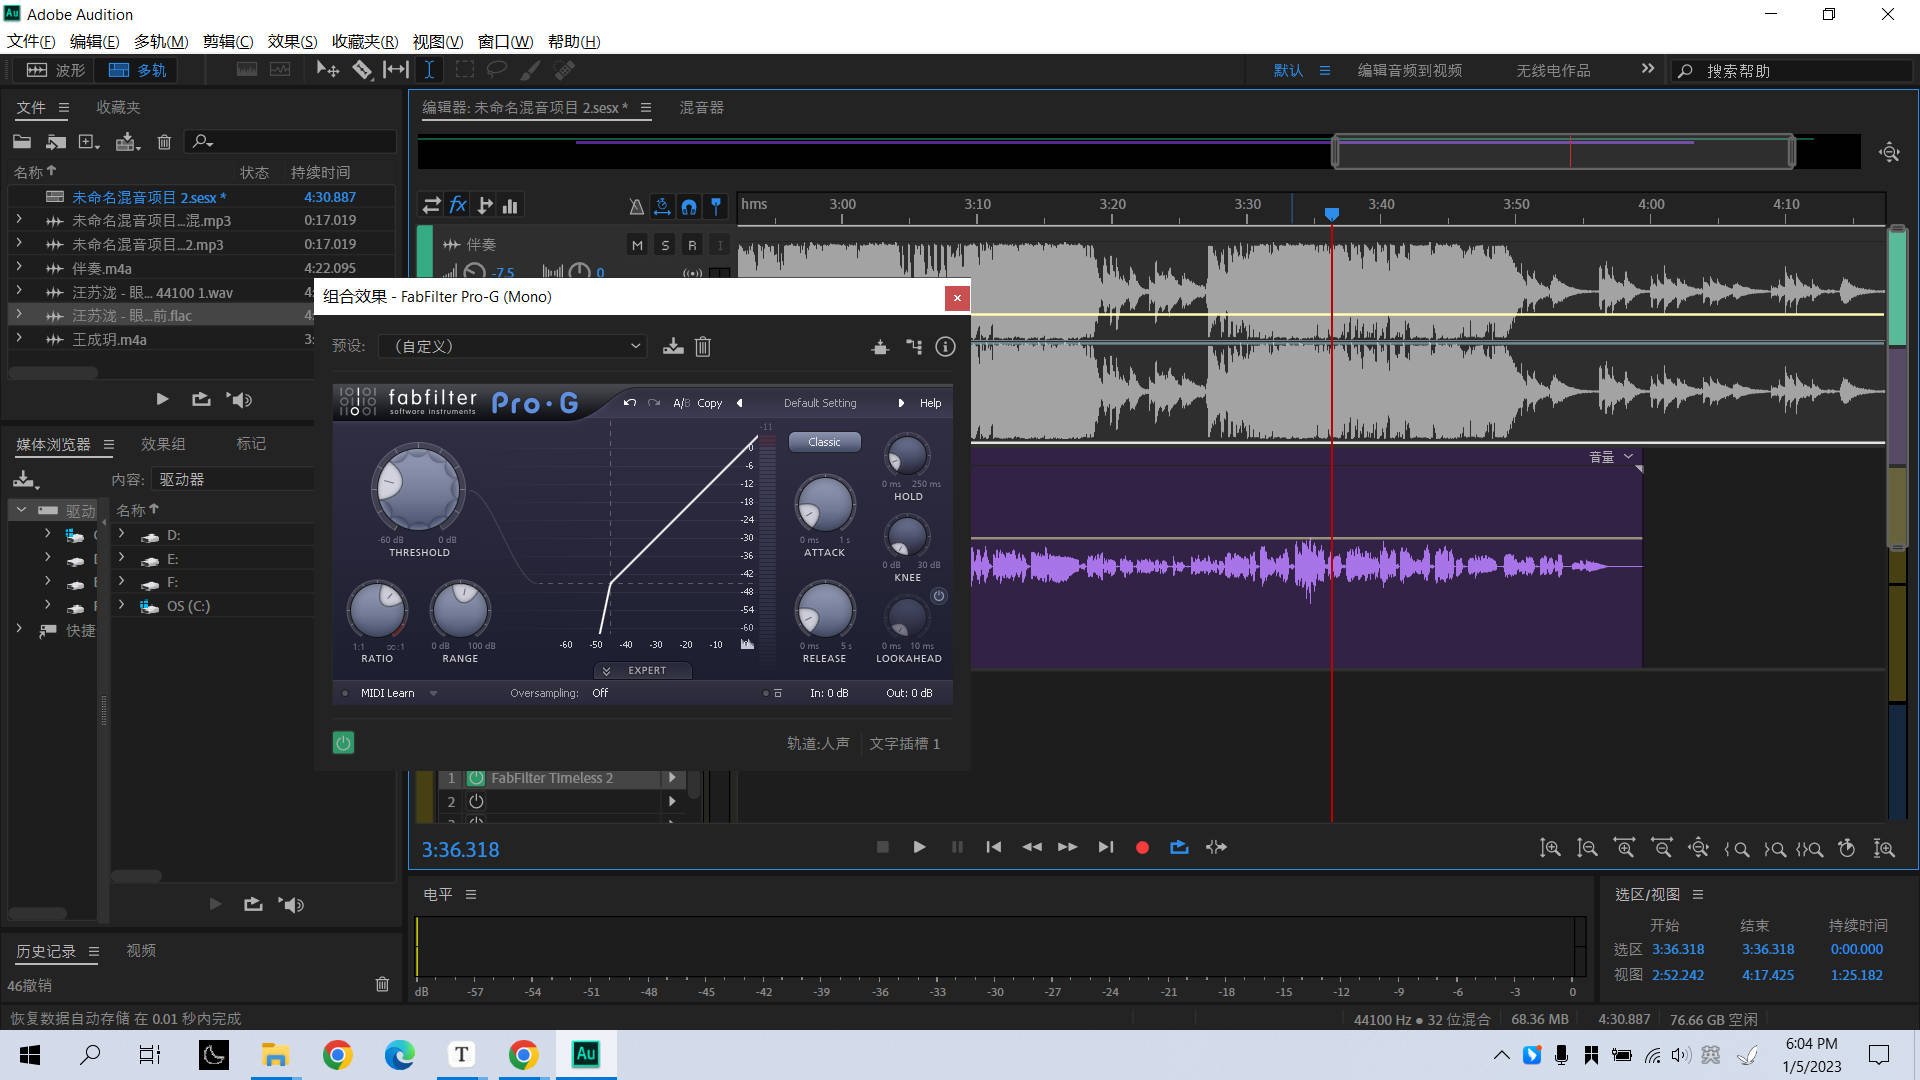 Adobe Audition
文件(F) 编辑(E) 多轨(M) 剪辑(C) 效果(S) 收藏夹(R) 视图(V) 窗口(W) 帮助(H)
波形 多轨 默认 编辑音频到视频 无线电作品 搜索帮助
文件 收藏夹
名称 状态 持续时间
未命名混音项目 2.sesx * 4:30.887
未命名混音项目...混.mp3 0:17.019
未命名混音项目...2.mp3 0:17.019
伴奏.m4a 4:22.095
汪苏泷 - 眼... 44100 1.wav 4:
汪苏泷 - 眼...前.flac 4:
王成玥.m4a 3:
媒体浏览器 效果组 标记
内容: 驱动器
驱动 名称
D:
E:
F:
OS (C:)
快捷
历史记录 视频
46撤销
恢复数据自动存储 在 0.01 秒内完成
编辑器: 未命名混音项目 2.sesx * 混音器
fx
hms 3:00 3:10 3:20 3:30 3:40 3:50 4:00 4:10
伴奏 M S R I
-7.5 0
音量
组合效果 - FabFilter Pro-G (Mono)
预设: (自定义)
fabfilter
software instruments
Pro·G
A/B Copy Default Setting Help
-11
0
-6
-12
-18
-24
-30
-36
-42
-48
-54
-60
-60 -50 -40 -30 -20 -10
-60 dB 0 dB
THRESHOLD
1:1 ∞:1
RATIO
0 dB 100 dB
RANGE
Classic
0 ms 1 s
ATTACK
0 ms 5 s
RELEASE
0 ms 250 ms
HOLD
0 dB 30 dB
KNEE
0 ms 10 ms
LOOKAHEAD
EXPERT
MIDI Learn Oversampling: Off In: 0 dB Out: 0 dB
轨道:人声 文字插槽 1
1 FabFilter Timeless 2
2
3:36.318
电平
dB -57 -54 -51 -48 -45 -42 -39 -36 -33 -30 -27 -24 -21 -18 -15 -12 -9 -6 -3 0
选区/视图
开始 结束 持续时间
选区 3:36.318 3:36.318 0:00.000
视图 2:52.242 4:17.425 1:25.182
44100 Hz ● 32 位混合 68.36 MB 4:30.887 76.66 GB 空闲
T
Au
英
6:04 PM
1/5/2023